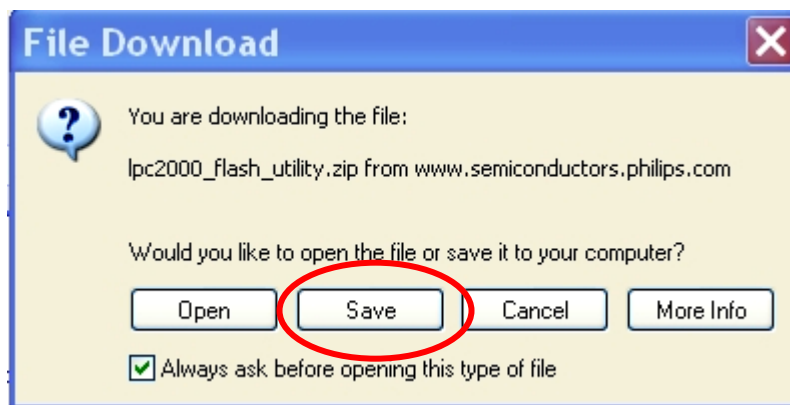 File Download
You are downloading the file:
lpc2000_flash_utility.zip from www.semiconductors.philips.com
Would you like to open the file or save it to your computer?
Open Save Cancel More Info
Always ask before opening this type of file